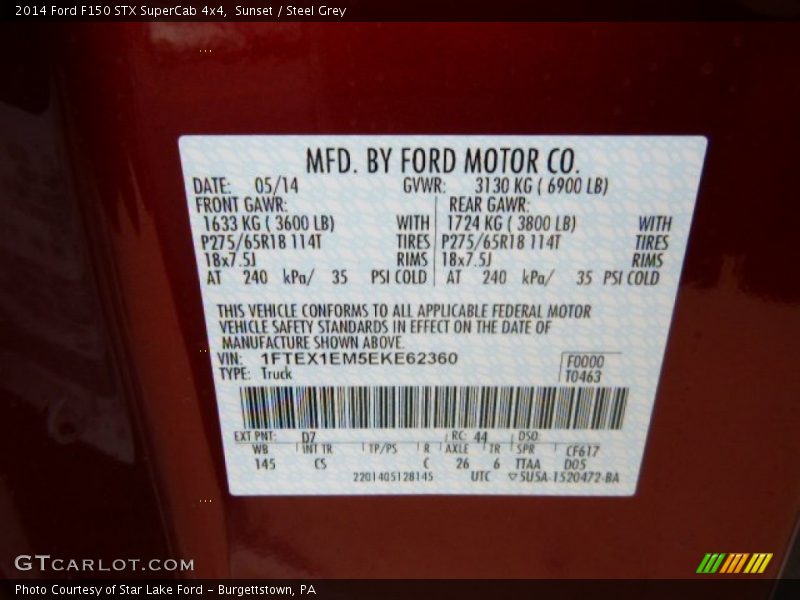 2014 Ford F150 STX SuperCab 4x4,  Sunset / Steel Grey
MFD. BY FORD MOTOR CO.
DATE: 05/14 GVWR: 3130 KG ( 6900 LB)
FRONT GAWR: REAR GAWR:
1633 KG ( 3600 LB) WITH 1724 KG ( 3800 LB) WITH
P275/65R18 114T TIRES P275/65R18 114T TIRES
18x7.5J RIMS 18x7.5J RIMS
AT 240 kPa/ 35 PSI COLD AT 240 kPa/ 35 PSI COLD
THIS VEHICLE CONFORMS TO ALL APPLICABLE FEDERAL MOTOR
VEHICLE SAFETY STANDARDS IN EFFECT ON THE DATE OF
MANUFACTURE SHOWN ABOVE.
VIN: 1FTEX1EM5EKE62360 F0000
TYPE: Truck T0463
EXT PNT: D7 RC: 44 DSO:
WB INT TR TP/PS R AXLE TR SPR CF617
145 CS C 26 6 TTAA D05
2201405128145 UTC ▽5U5A-1520472-BA
GTCARLOT.COM
Photo Courtesy of Star Lake Ford - Burgettstown, PA